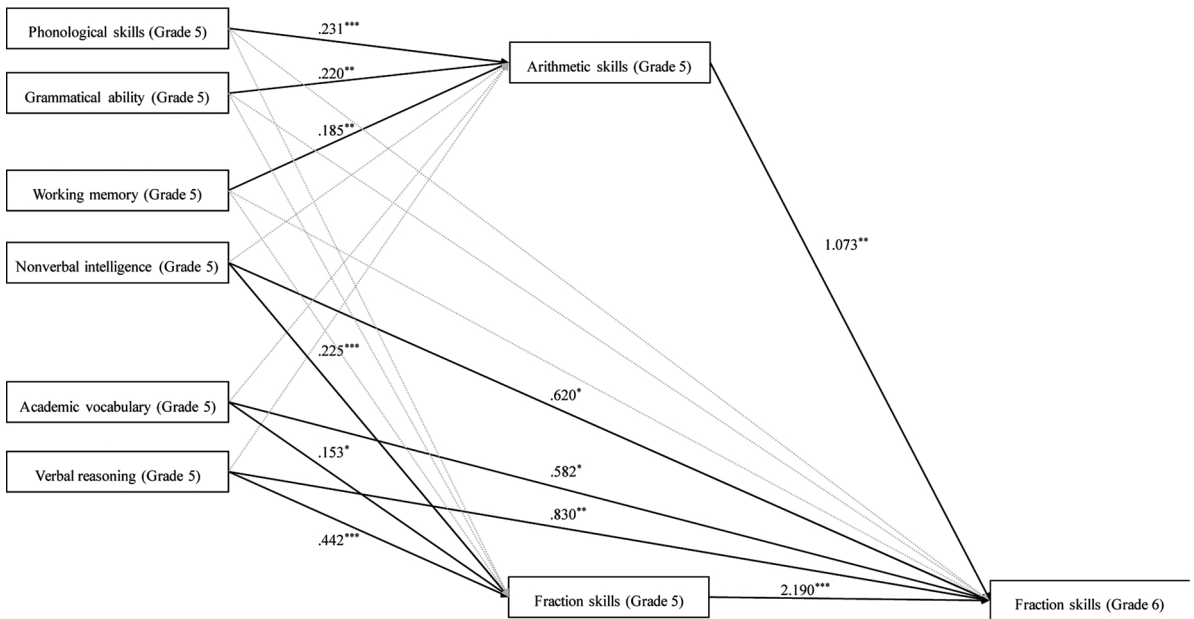 Phonological skills (Grade 5)
.231***
Arithmetic skills (Grade 5)
.220**
Grammatical ability (Grade 5)
.185**
Working memory (Grade 5)
1.073**
Nonverbal intelligence (Grade 5)
.225***
.620*
Academic vocabulary (Grade 5)
.153*
.582*
Verbal reasoning (Grade 5)
.830**
.442***
Fraction skills (Grade 5)
2.190***
Fraction skills (Grade 6)